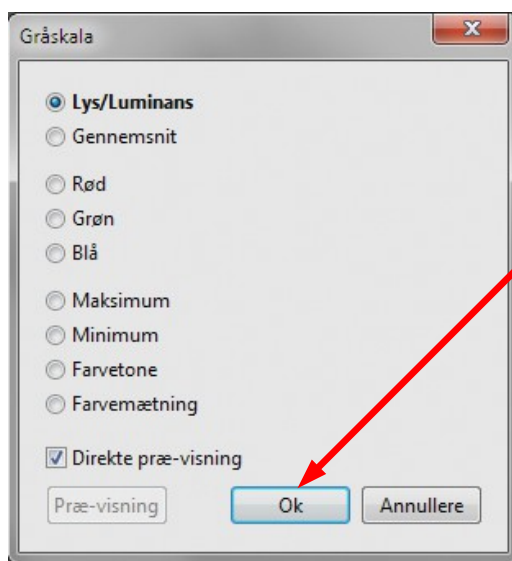 Gråskala
Lys/Luminans
Gennemsnit
Rød
Grøn
Blå
Maksimum
Minimum
Farvetone
Farvemætning
Direkte præ-visning
Præ-visning Ok Annullere